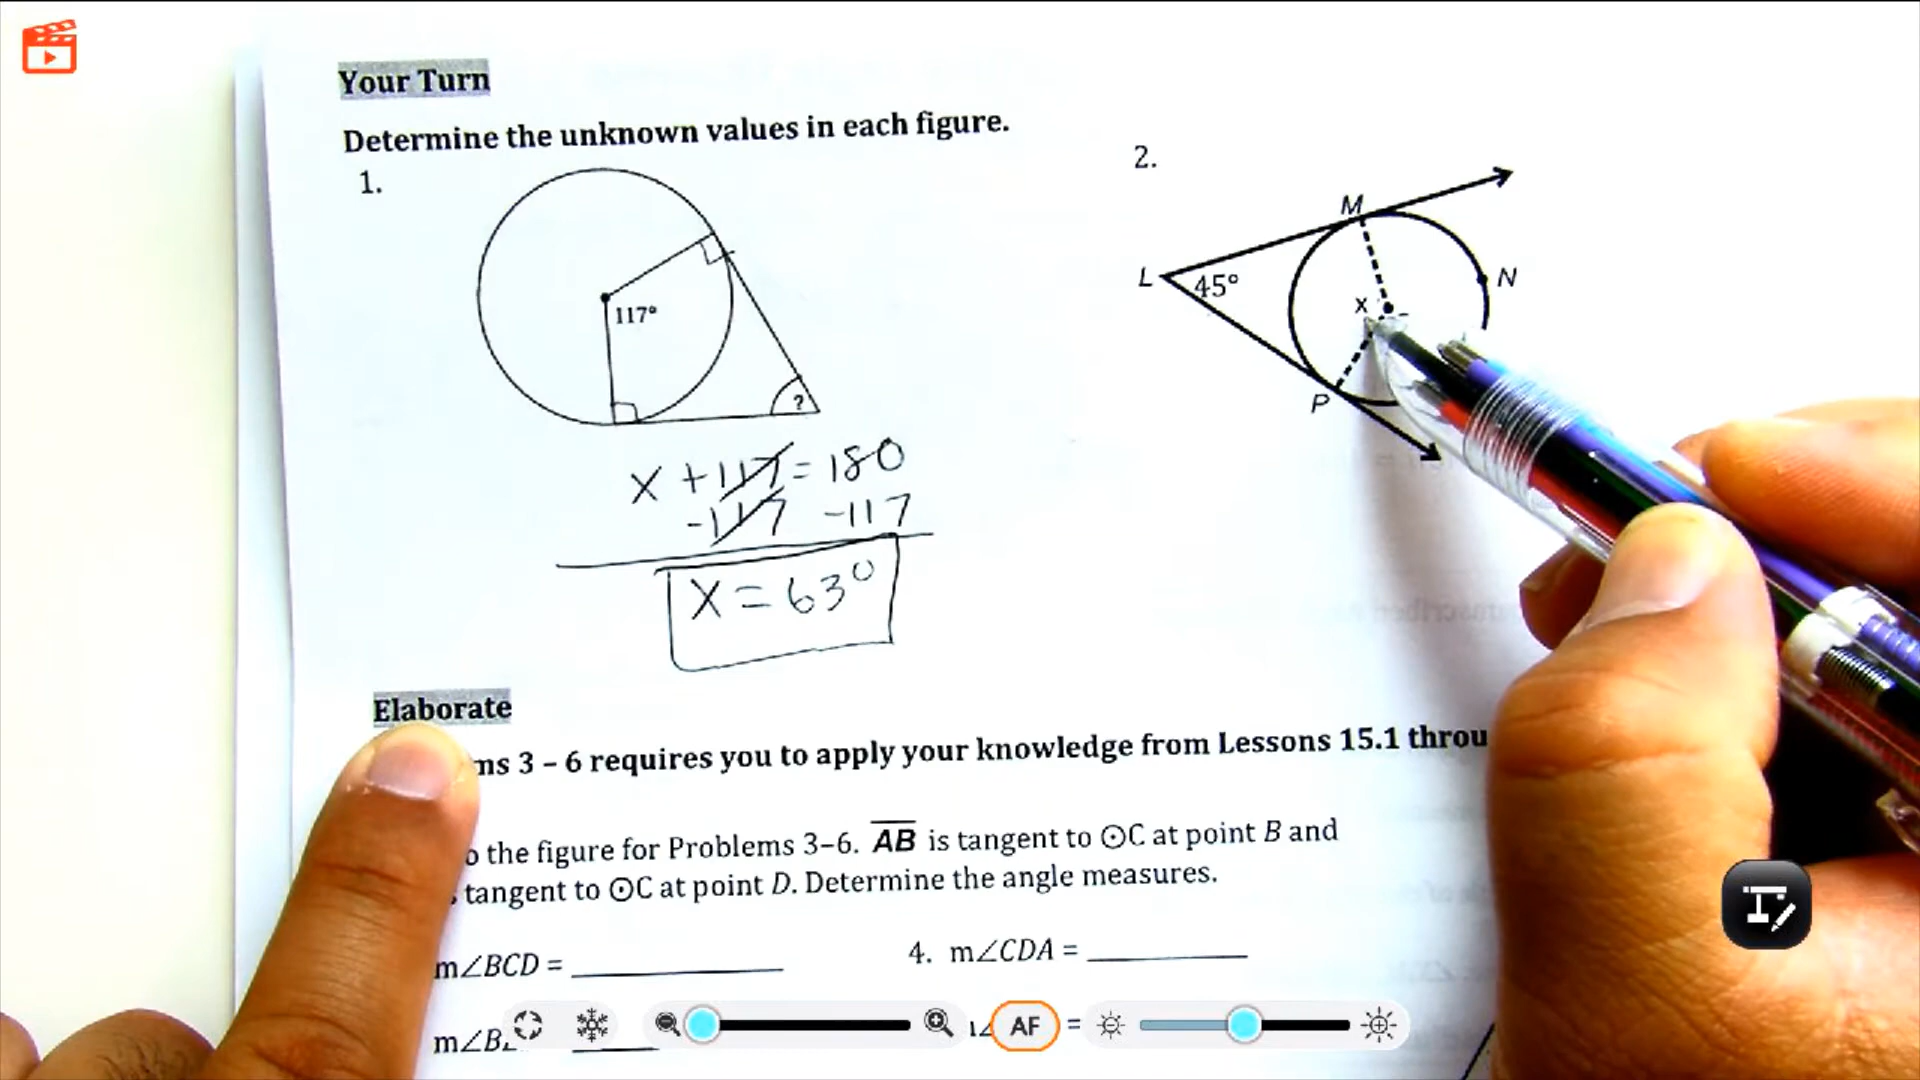 Your Turn
Determine the unknown values in each figure.
1.
117°
?
x + 117 = 180
-117 -117
x = 63°
2.
M
L
45°
N
x
P
Elaborate
ms 3 – 6 requires you to apply your knowledge from Lessons 15.1 throu
o the figure for Problems 3–6. AB is tangent to ⊙C at point B and
tangent to ⊙C at point D. Determine the angle measures.
m∠BCD =
4. m∠CDA =
m∠B
AF =